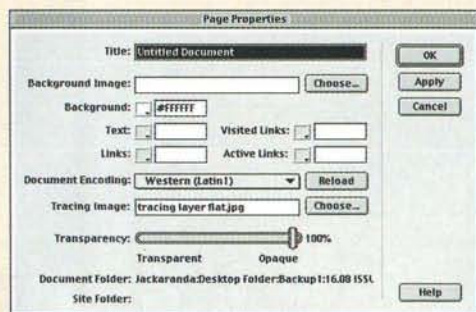 Page Properties
Title: Untitled Document
OK
Background Image: Choose...
Apply
Background: #FFFFFF
Cancel
Text: Visited Links:
Links: Active Links:
Document Encoding: Western (Latin1) Reload
Tracing Image: tracing layer flat.jpg Choose...
Transparency: 100%
Transparent Opaque
Document Folder: Jackaranda:Desktop Folder:Backup1:16.08 ISSU
Site Folder:
Help